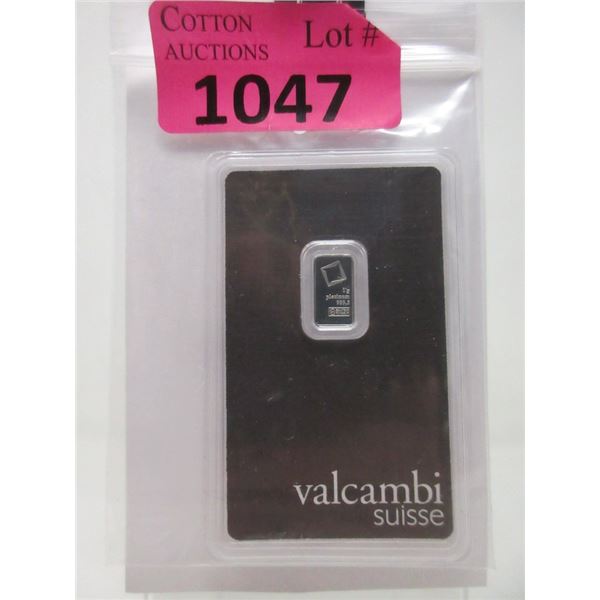 COTTON
AUCTIONS
Lot #
1047
1g
platinum
999,5
valcambi
suisse